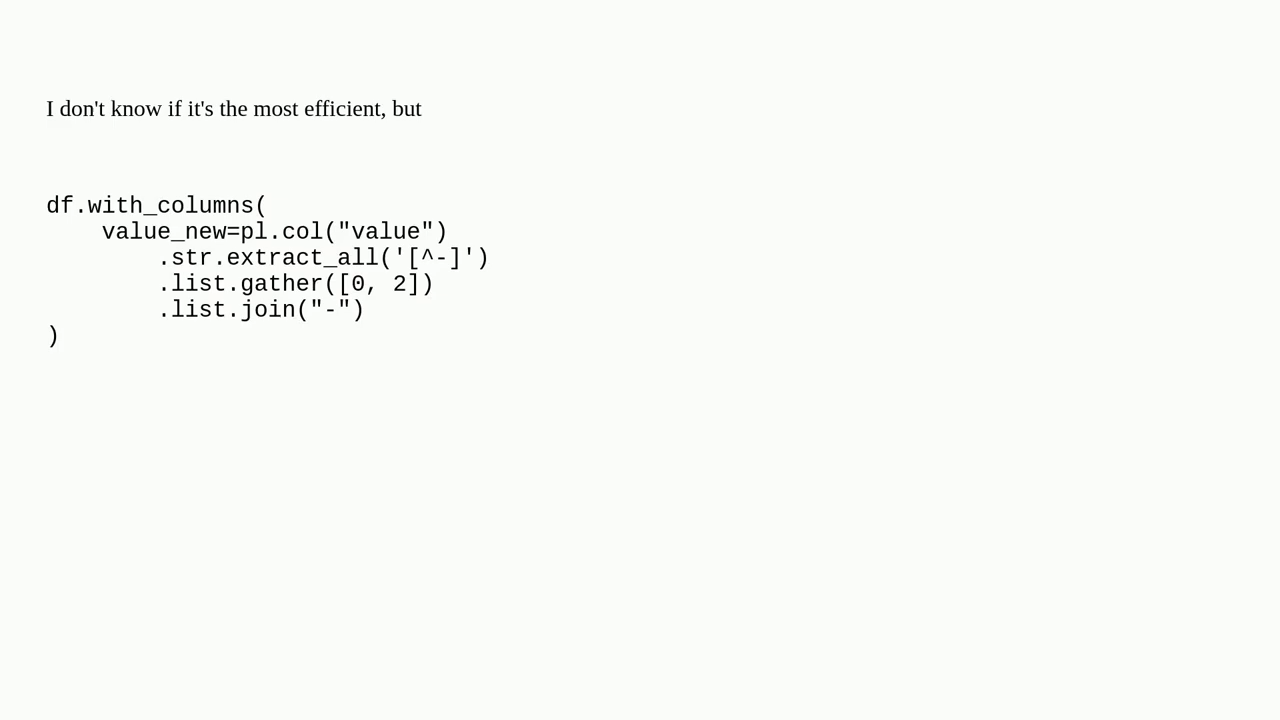 I don't know if it's the most efficient, but
df.with_columns(
    value_new=pl.col("value")
        .str.extract_all('[^-]')
        .list.gather([0, 2])
        .list.join("-")
)